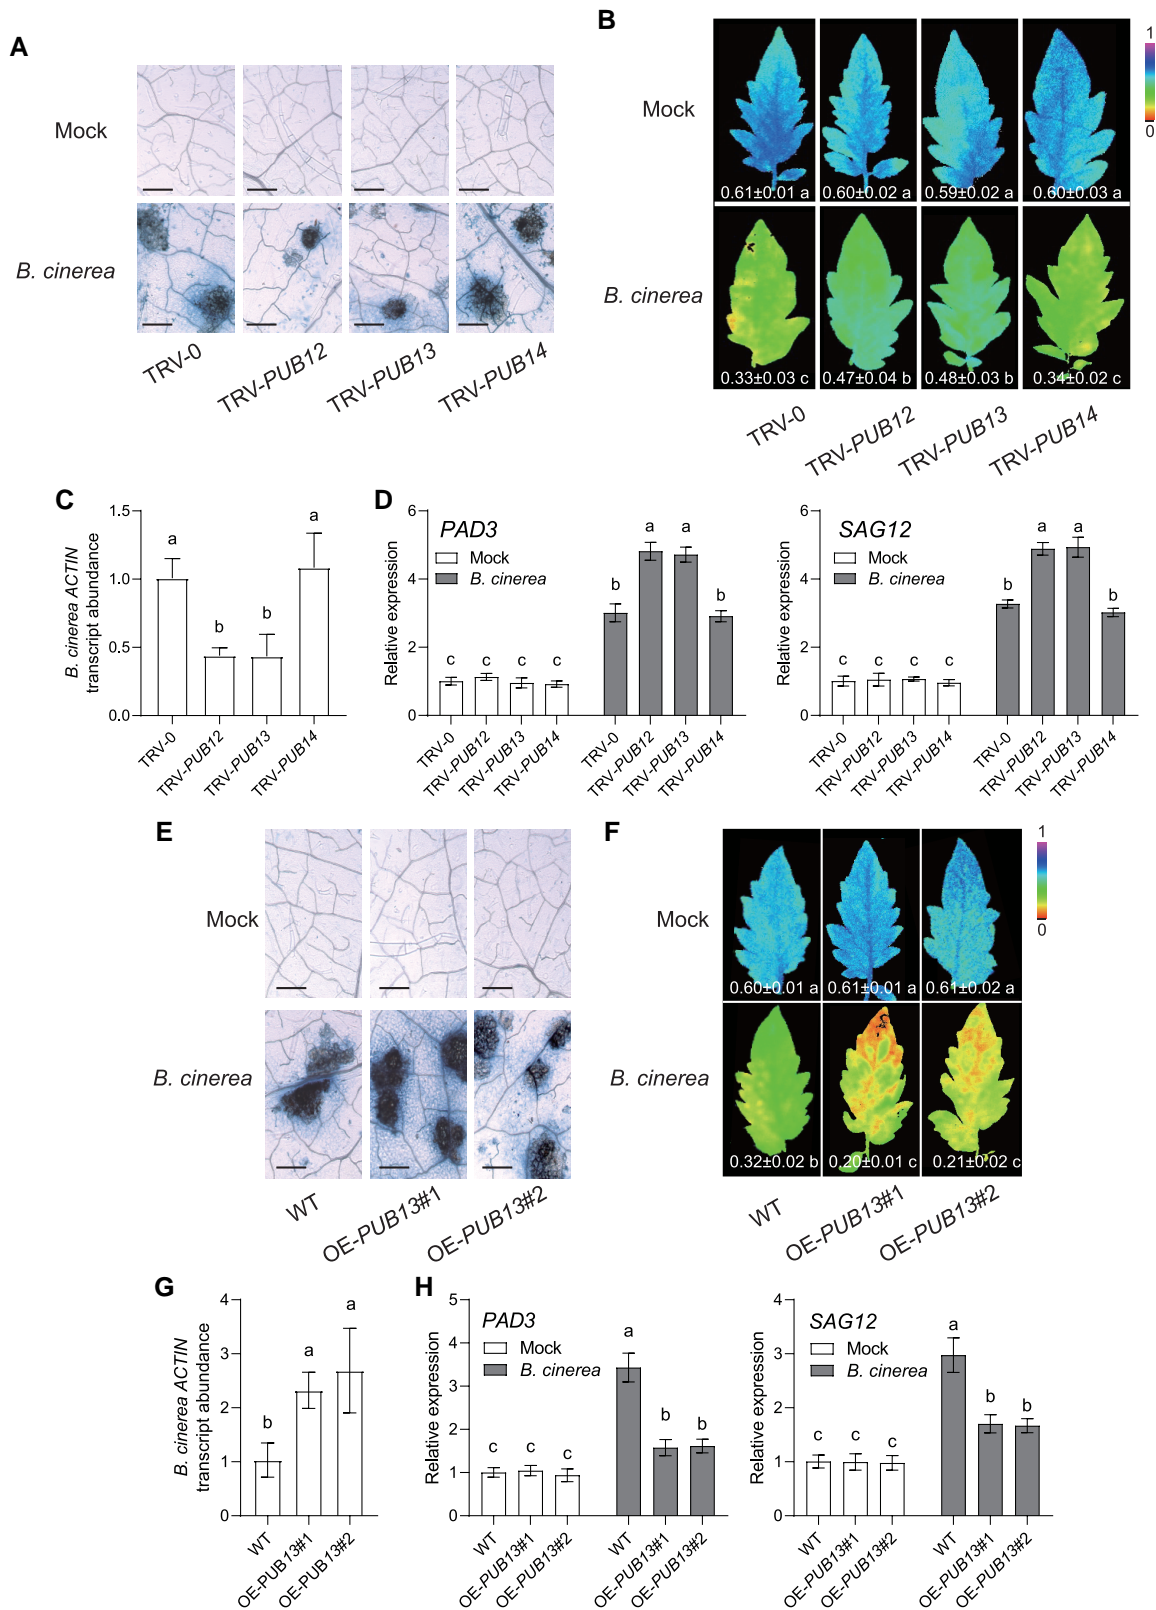 A
Mock
B. cinerea
TRV-0
TRV-PUB12
TRV-PUB13
TRV-PUB14
B
1
0
Mock
0.61±0.01 a
0.60±0.02 a
0.59±0.02 a
0.60±0.03 a
B. cinerea
0.33±0.03 c
0.47±0.04 b
0.48±0.03 b
0.34±0.02 c
TRV-0
TRV-PUB12
TRV-PUB13
TRV-PUB14
C
B. cinerea ACTIN
transcript abundance
1.5
1.0
0.5
0.0
a
b
b
a
TRV-0
TRV-PUB12
TRV-PUB13
TRV-PUB14
D
Relative expression
6
4
2
0
PAD3
Mock
B. cinerea
c
c
c
c
b
a
a
b
TRV-0
TRV-PUB12
TRV-PUB13
TRV-PUB14
TRV-0
TRV-PUB12
TRV-PUB13
TRV-PUB14
Relative expression
6
4
2
0
SAG12
Mock
B. cinerea
c
c
c
c
b
a
a
b
TRV-0
TRV-PUB12
TRV-PUB13
TRV-PUB14
TRV-0
TRV-PUB12
TRV-PUB13
TRV-PUB14
E
Mock
B. cinerea
WT
OE-PUB13#1
OE-PUB13#2
F
1
0
Mock
0.60±0.01 a
0.61±0.01 a
0.61±0.02 a
B. cinerea
0.32±0.02 b
0.20±0.01 c
0.21±0.02 c
WT
OE-PUB13#1
OE-PUB13#2
G
B. cinerea ACTIN
transcript abundance
4
3
2
1
0
b
a
a
WT
OE-PUB13#1
OE-PUB13#2
H
Relative expression
5
4
3
2
1
0
PAD3
Mock
B. cinerea
c
c
c
a
b
b
WT
OE-PUB13#1
OE-PUB13#2
WT
OE-PUB13#1
OE-PUB13#2
Relative expression
4
3
2
1
0
SAG12
Mock
B. cinerea
c
c
c
a
b
b
WT
OE-PUB13#1
OE-PUB13#2
WT
OE-PUB13#1
OE-PUB13#2